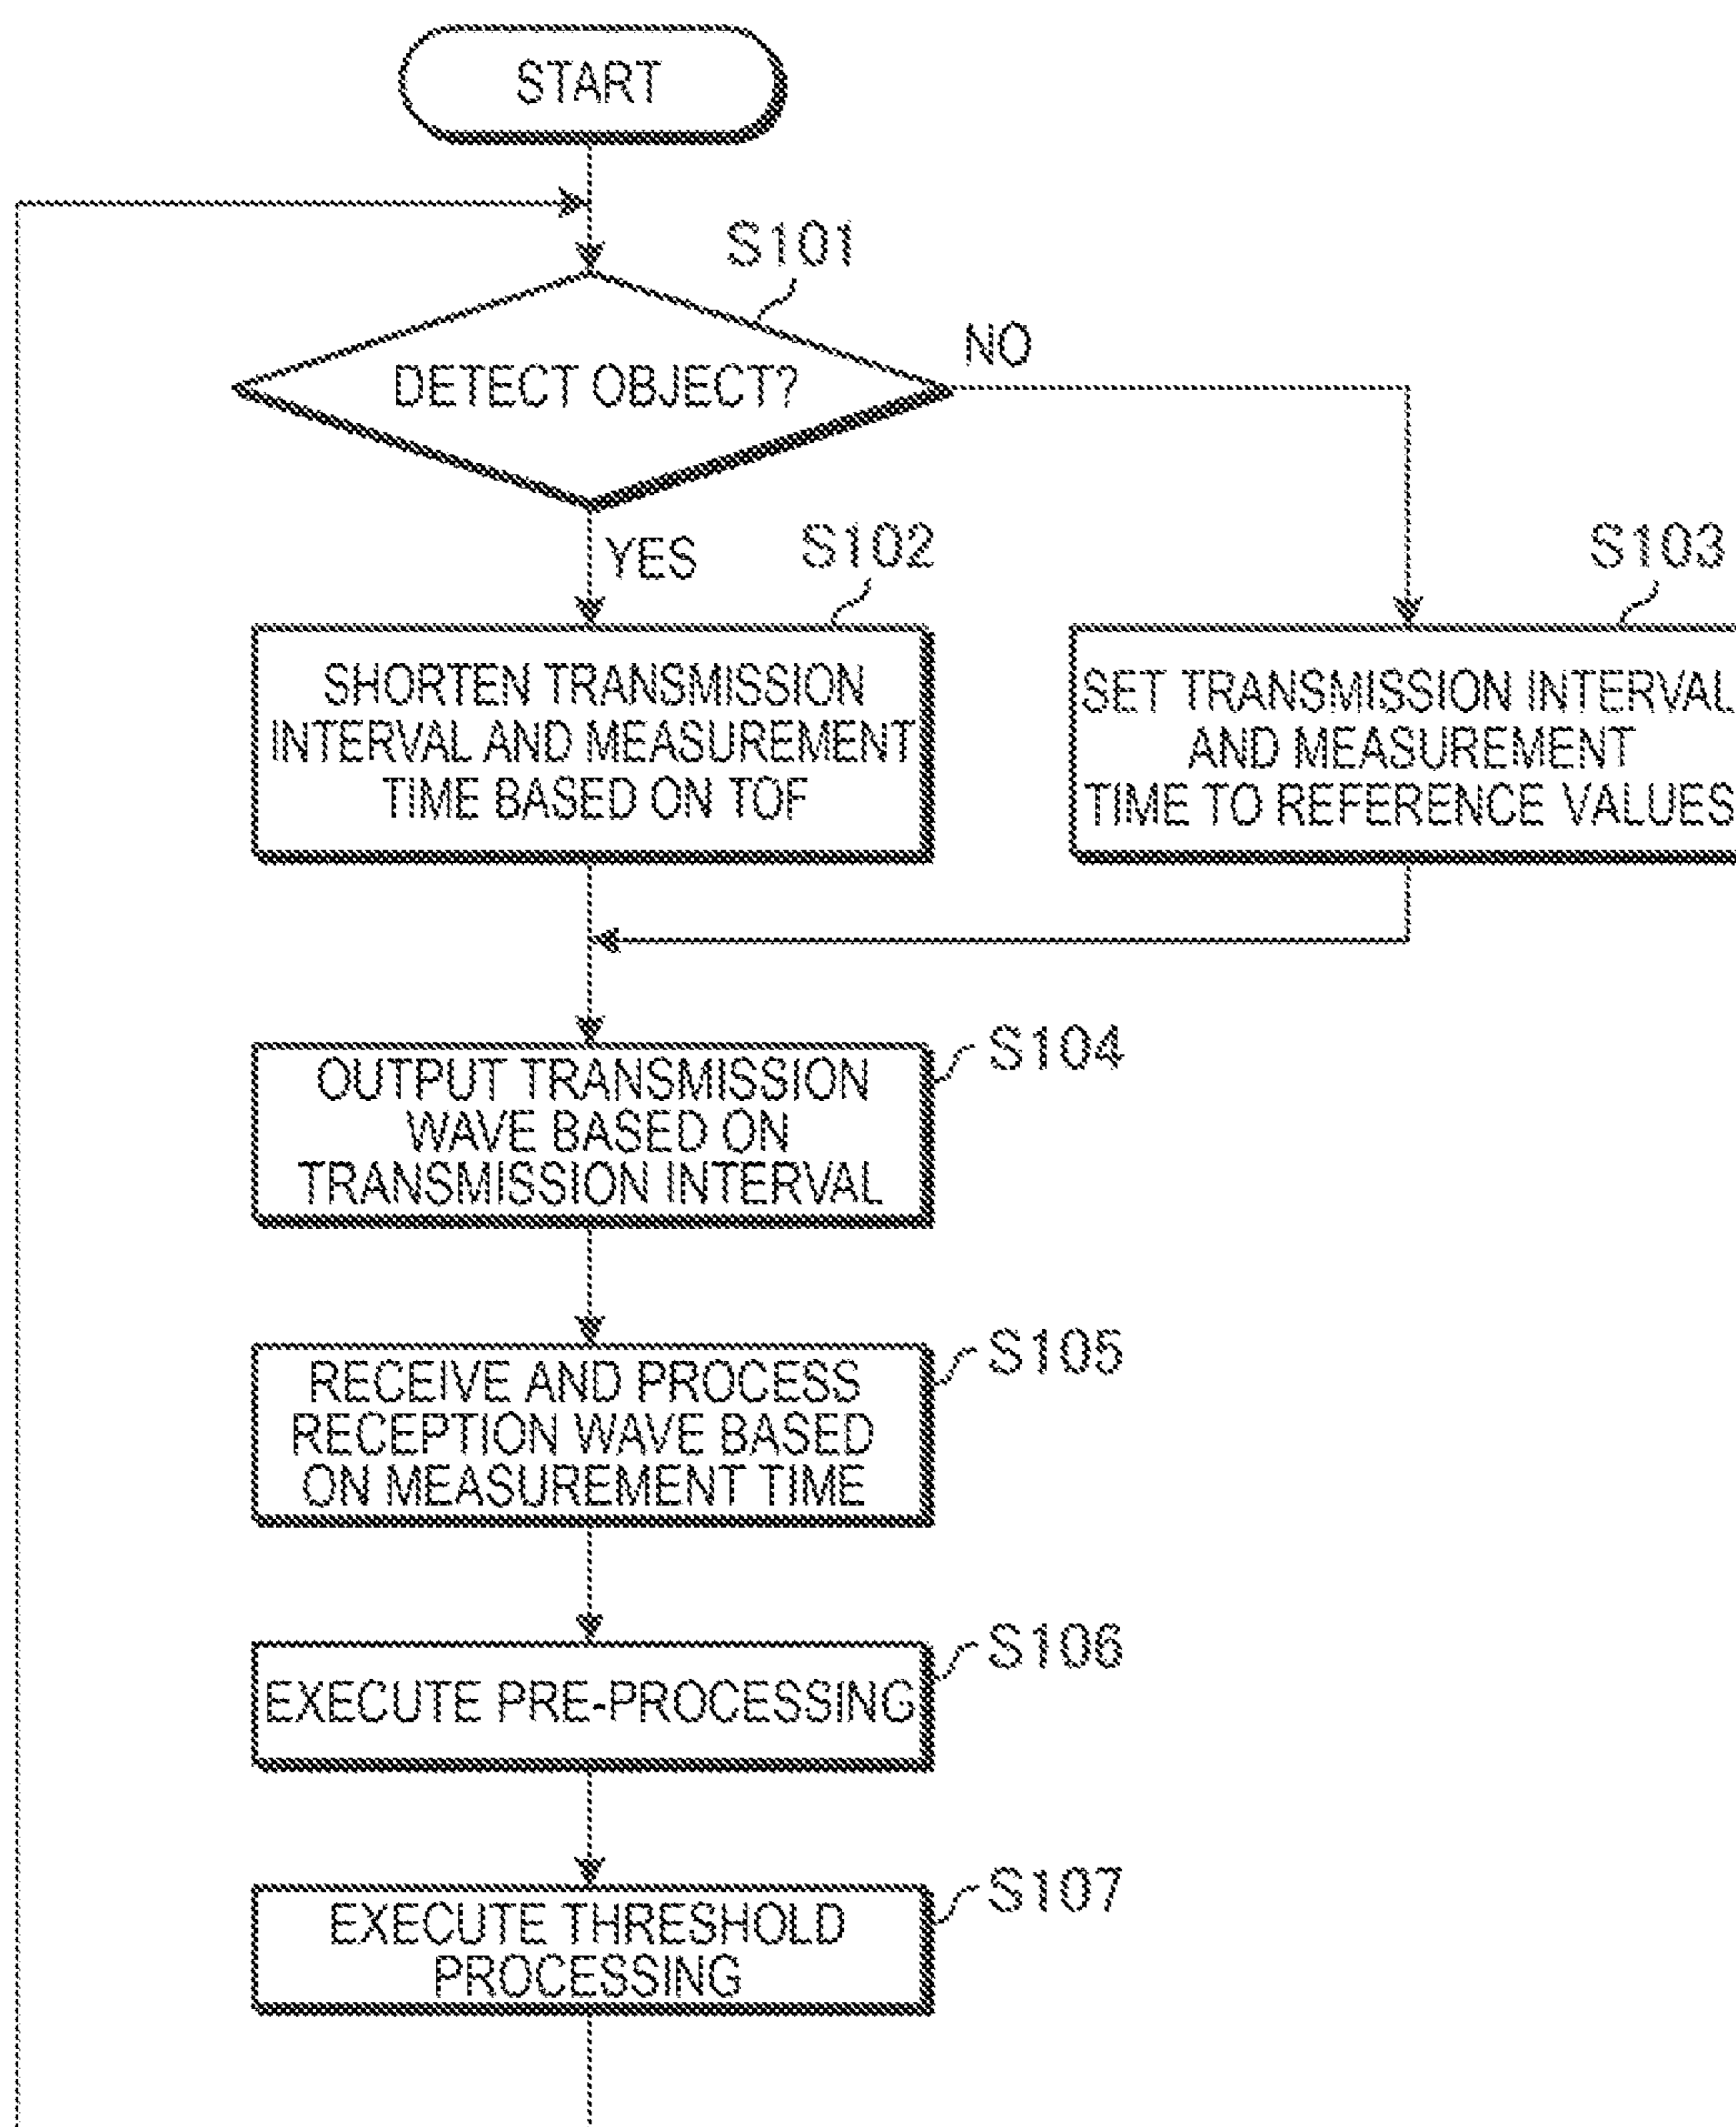 START
S101
DETECT OBJECT?
NO
YES
S102
SHORTEN TRANSMISSION
INTERVAL AND MEASUREMENT
TIME BASED ON TOF
S103
SET TRANSMISSION INTERVAL
AND MEASUREMENT
TIME TO REFERENCE VALUES
S104
OUTPUT TRANSMISSION
WAVE BASED ON
TRANSMISSION INTERVAL
S105
RECEIVE AND PROCESS
RECEPTION WAVE BASED
ON MEASUREMENT TIME
S106
EXECUTE PRE-PROCESSING
S107
EXECUTE THRESHOLD
PROCESSING